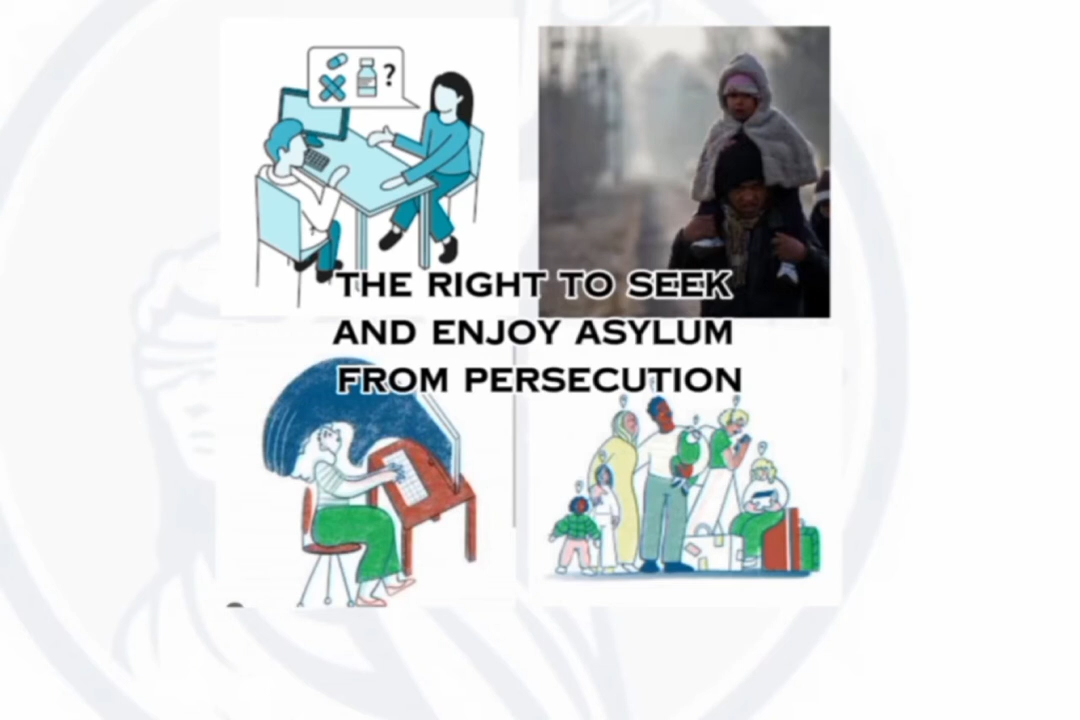 ?
THE RIGHT TO SEEK
AND ENJOY ASYLUM
FROM PERSECUTION